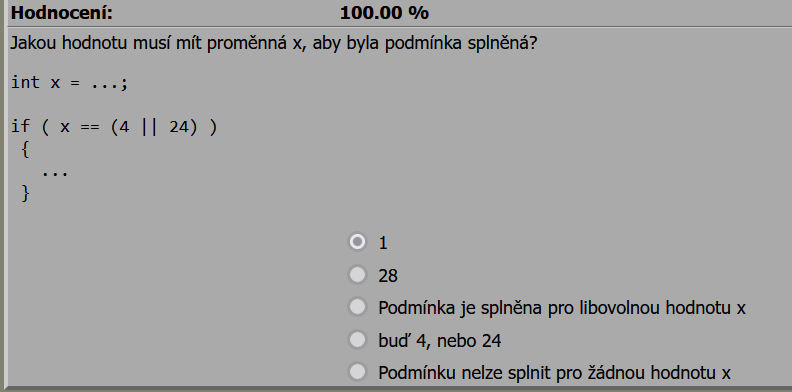 Hodnocení: 100.00 %
Jakou hodnotu musí mít proměnná x, aby byla podmínka splněná?
int x = ...;
if ( x == (4 || 24) )
{
...
}
1
28
Podmínka je splněna pro libovolnou hodnotu x
buď 4, nebo 24
Podmínku nelze splnit pro žádnou hodnotu x